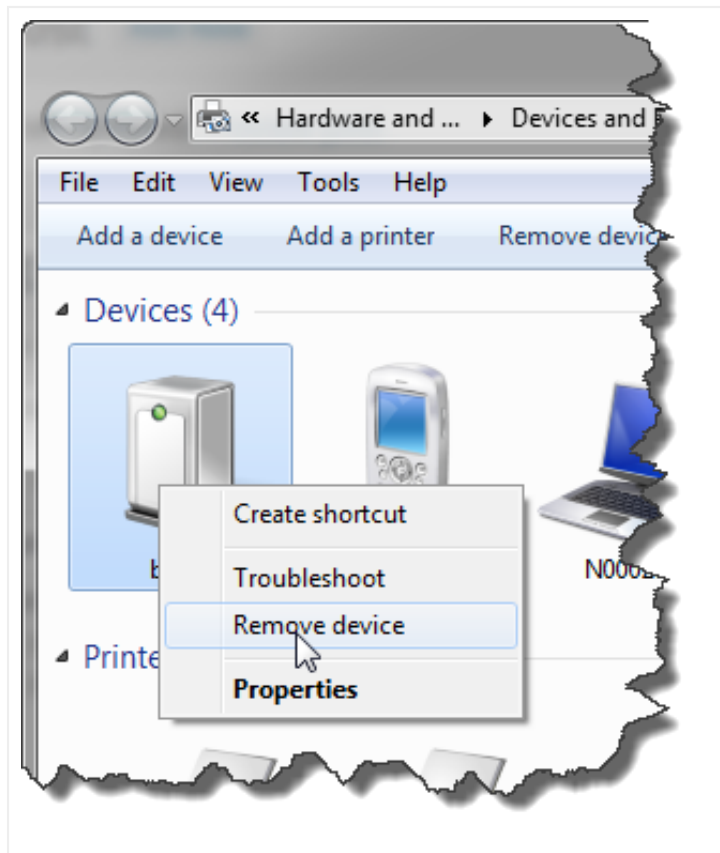 « Hardware and ... ▸ Devices and
File Edit View Tools Help
Add a device Add a printer Remove
Devices (4)
Create shortcut
Troubleshoot
Remove device
Properties